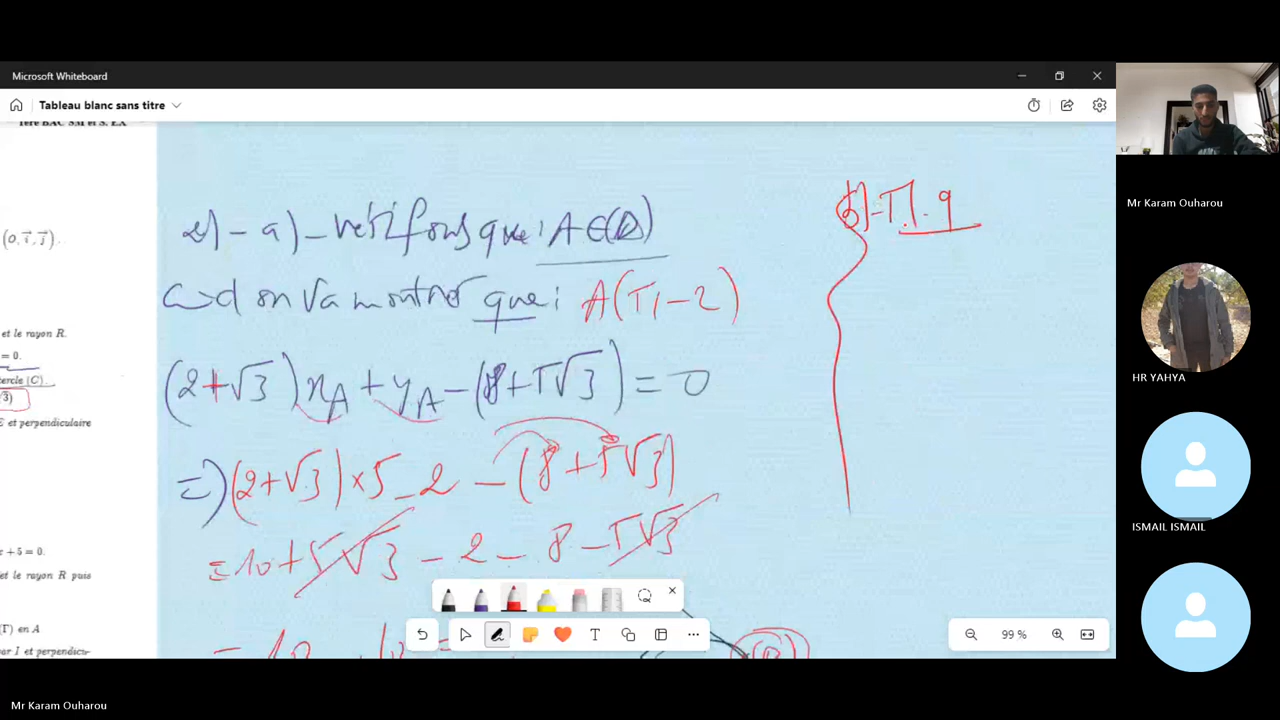 Microsoft Whiteboard
Tableau blanc sans titre
1ère BAC SM et S. EX
(O, i⃗, j⃗).
et le rayon R.
= 0.
cercle (C).
√3)
E et perpendiculaire
x + 5 = 0.
et le rayon R puis
(Γ) en A
par I et perpendicu-
2) - a) - vérifions que : A ∈ (D)
c-à-d on va montrer que : A(5, -2)
(2+√3)xA + yA - (8+5√3) = 0
=> (2+√3)×5 - 2 - (8+5√3)
= 10 + 5√3 - 2 - 8 - 5√3
= 10 - 10 =
b) - M. q
99 %
Mr Karam Ouharou
HR YAHYA
ISMAIL ISMAIL
Mr Karam Ouharou